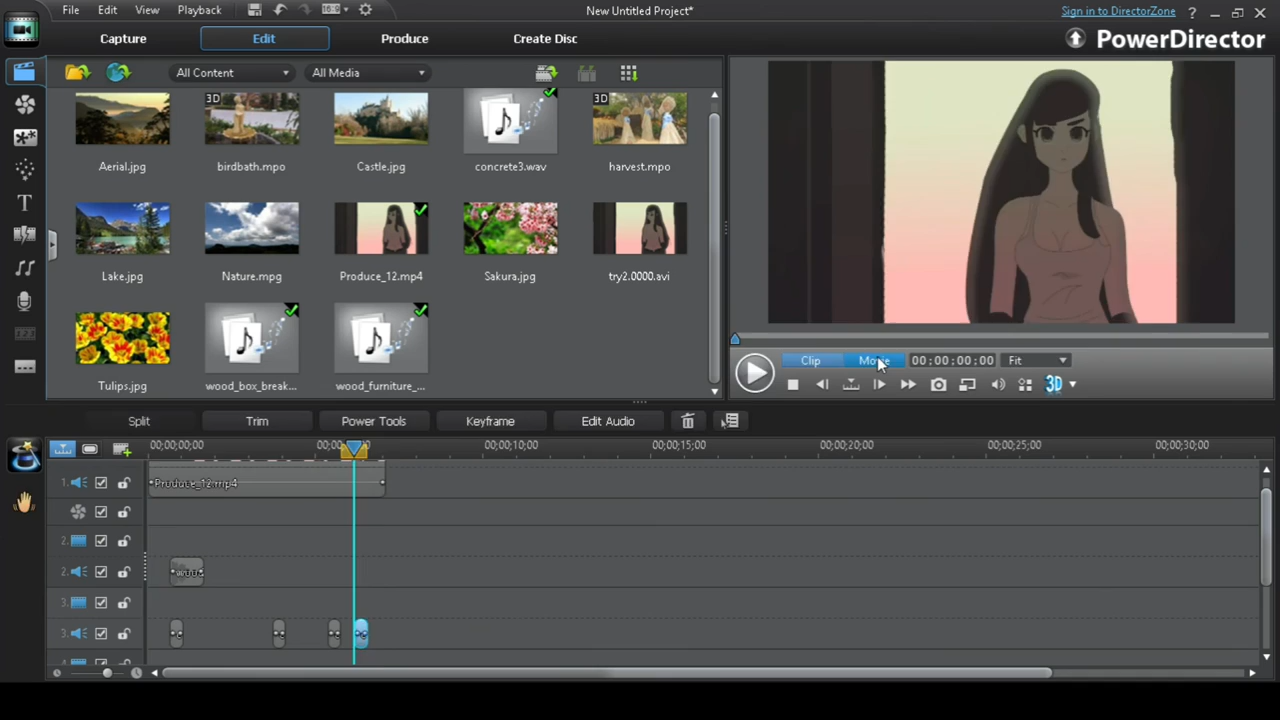 File Edit View Playback 16:9 New Untitled Project* Sign in to DirectorZone ?
Capture Edit Produce Create Disc PowerDirector
All Content All Media
3D 3D
Aerial.jpg birdbath.mpo Castle.jpg concrete3.wav harvest.mpo
T
Lake.jpg Nature.mpg Produce_12.mp4 Sakura.jpg try2.0000.avi
Clip Movie 00;00;00;00 Fit
Tulips.jpg wood_box_break... wood_furniture_... 3D
Split Trim Power Tools Keyframe Edit Audio
00;00;00;00 00;00;10;00 00;00;15;00 00;00;20;00 00;00;25;00 00;00;30;00
1. Produce_12.mp4
2.
2.
3.
3.